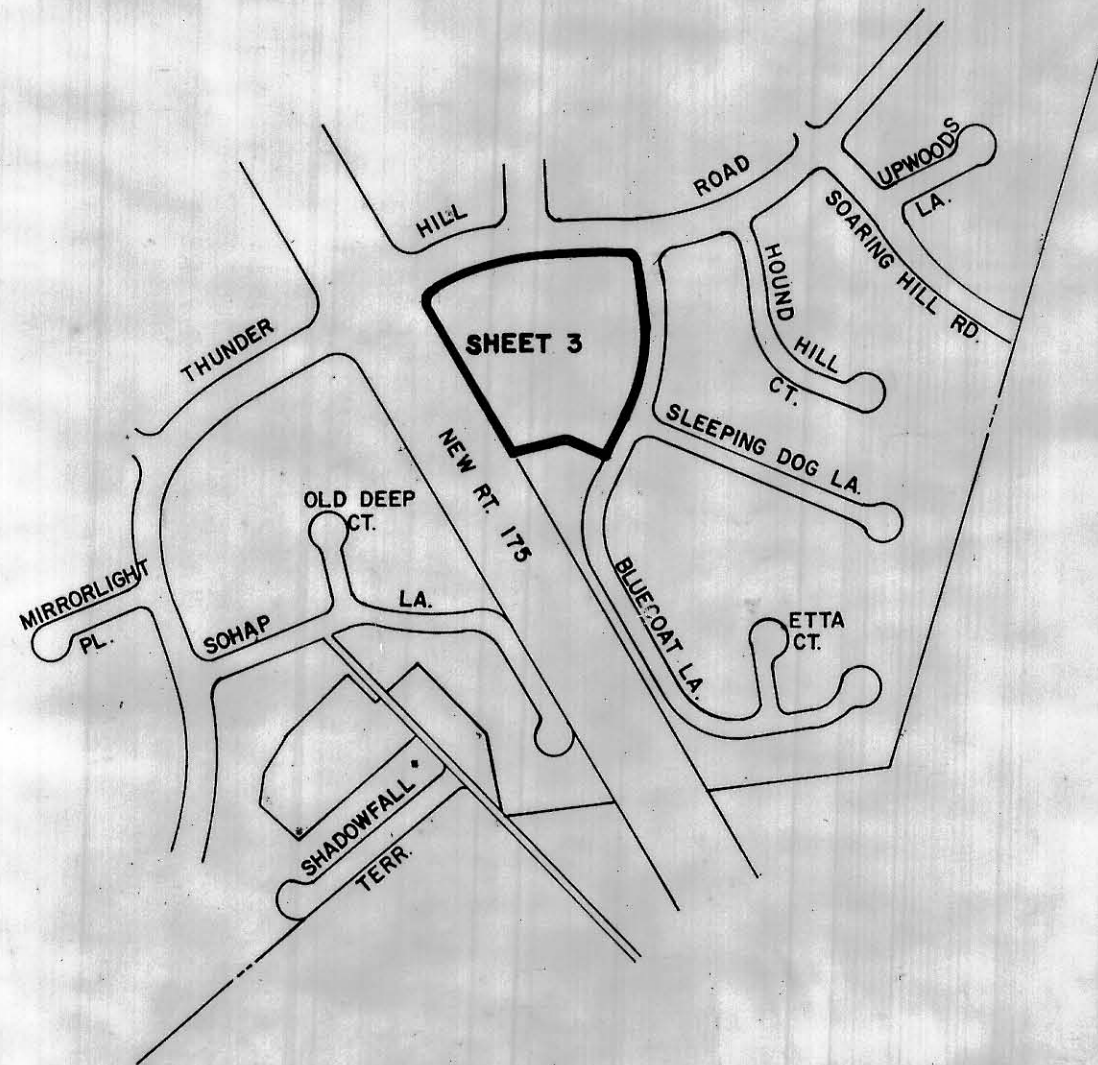 UPWOODS
LA.
THUNDER
HILL
ROAD
SOARING HILL RD.
HOUND
HILL
CT.
SHEET 3
SLEEPING DOG LA.
NEW RT. 175
OLD DEEP
CT.
MIRRORLIGHT
PL.
SOHAP
LA.
BLUECOAT LA.
ETTA
CT.
SHADOWFALL
TERR.